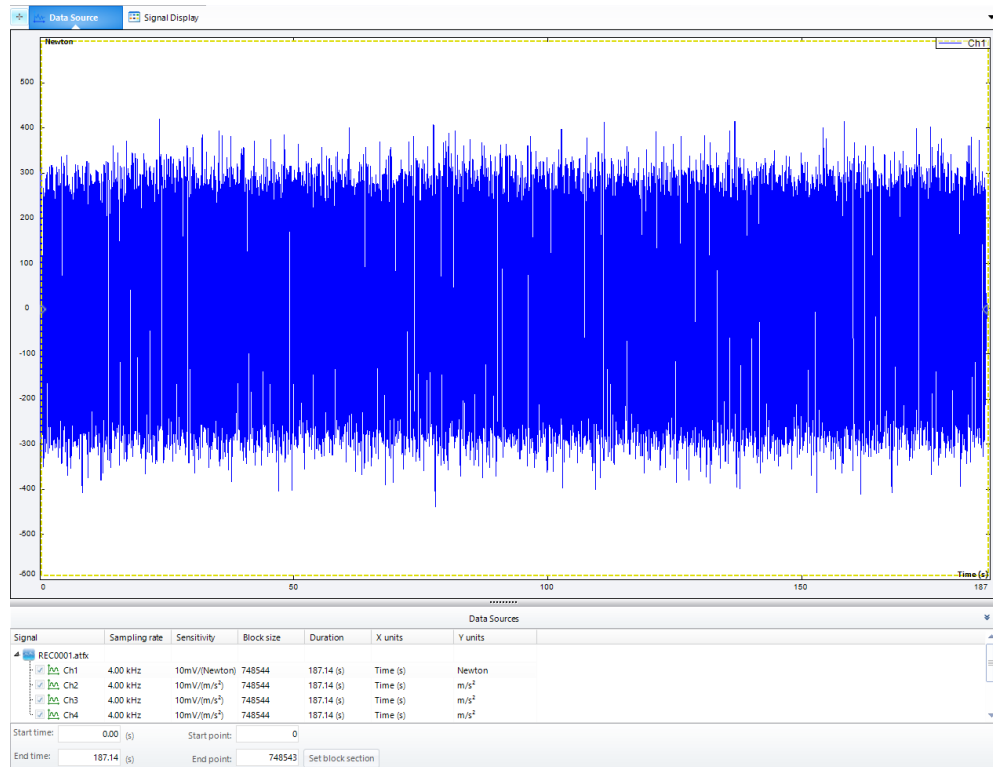 Data Source Signal Display
Newton
Ch1
500
400
300
200
100
0
-100
-200
-300
-400
-500
-600
Time (s)
0 50 100 150 187
Data Sources
Signal Sampling rate Sensitivity Block size Duration X units Y units
REC0001.atfx
Ch1 4.00 kHz 10mV/(Newton) 748544 187.14 (s) Time (s) Newton
Ch2 4.00 kHz 10mV/(m/s²) 748544 187.14 (s) Time (s) m/s²
Ch3 4.00 kHz 10mV/(m/s²) 748544 187.14 (s) Time (s) m/s²
Ch4 4.00 kHz 10mV/(m/s²) 748544 187.14 (s) Time (s) m/s²
Start time: 0.00 (s) Start point: 0
End time: 187.14 (s) End point: 748543 Set block section